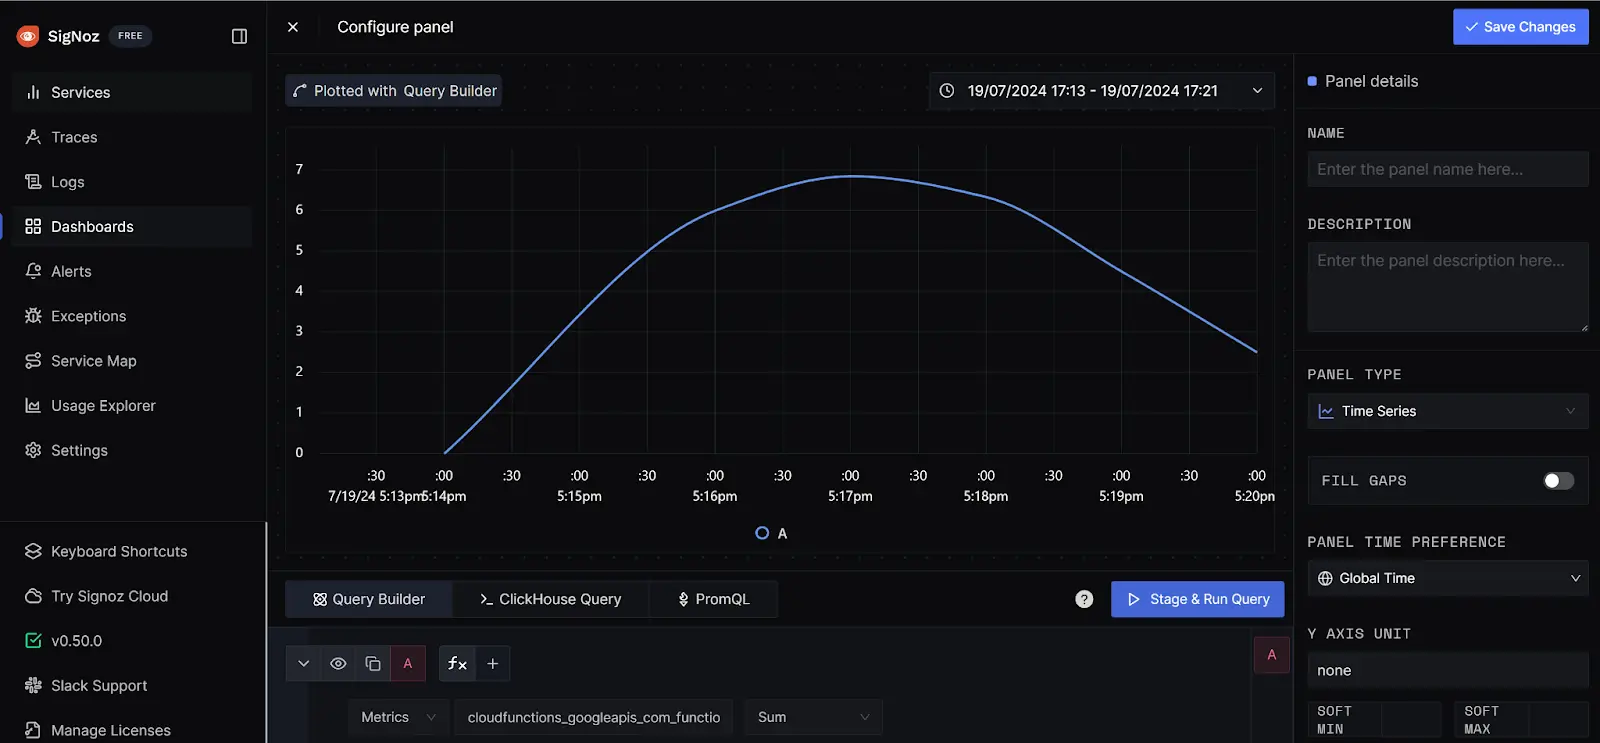 SigNoz FREE
Services
Traces
Logs
Dashboards
Alerts
Exceptions
Service Map
Usage Explorer
Settings
Keyboard Shortcuts
Try Signoz Cloud
v0.50.0
Slack Support
Manage Licenses
Configure panel
Save Changes
Plotted with Query Builder
19/07/2024 17:13 - 19/07/2024 17:21
7
6
5
4
3
2
1
0
:30 :00 :30 :00 :30 :00 :30 :00 :30 :00 :30 :00 :30 :00
7/19/24 5:13pm 5:14pm 5:15pm 5:16pm 5:17pm 5:18pm 5:19pm 5:20pm
A
Query Builder
ClickHouse Query
PromQL
?
Stage & Run Query
A
fx
+
A
Metrics
cloudfunctions_googleapis_com_functio
Sum
Panel details
NAME
Enter the panel name here...
DESCRIPTION
Enter the panel description here...
PANEL TYPE
Time Series
FILL GAPS
PANEL TIME PREFERENCE
Global Time
Y AXIS UNIT
none
SOFT MIN
SOFT MAX